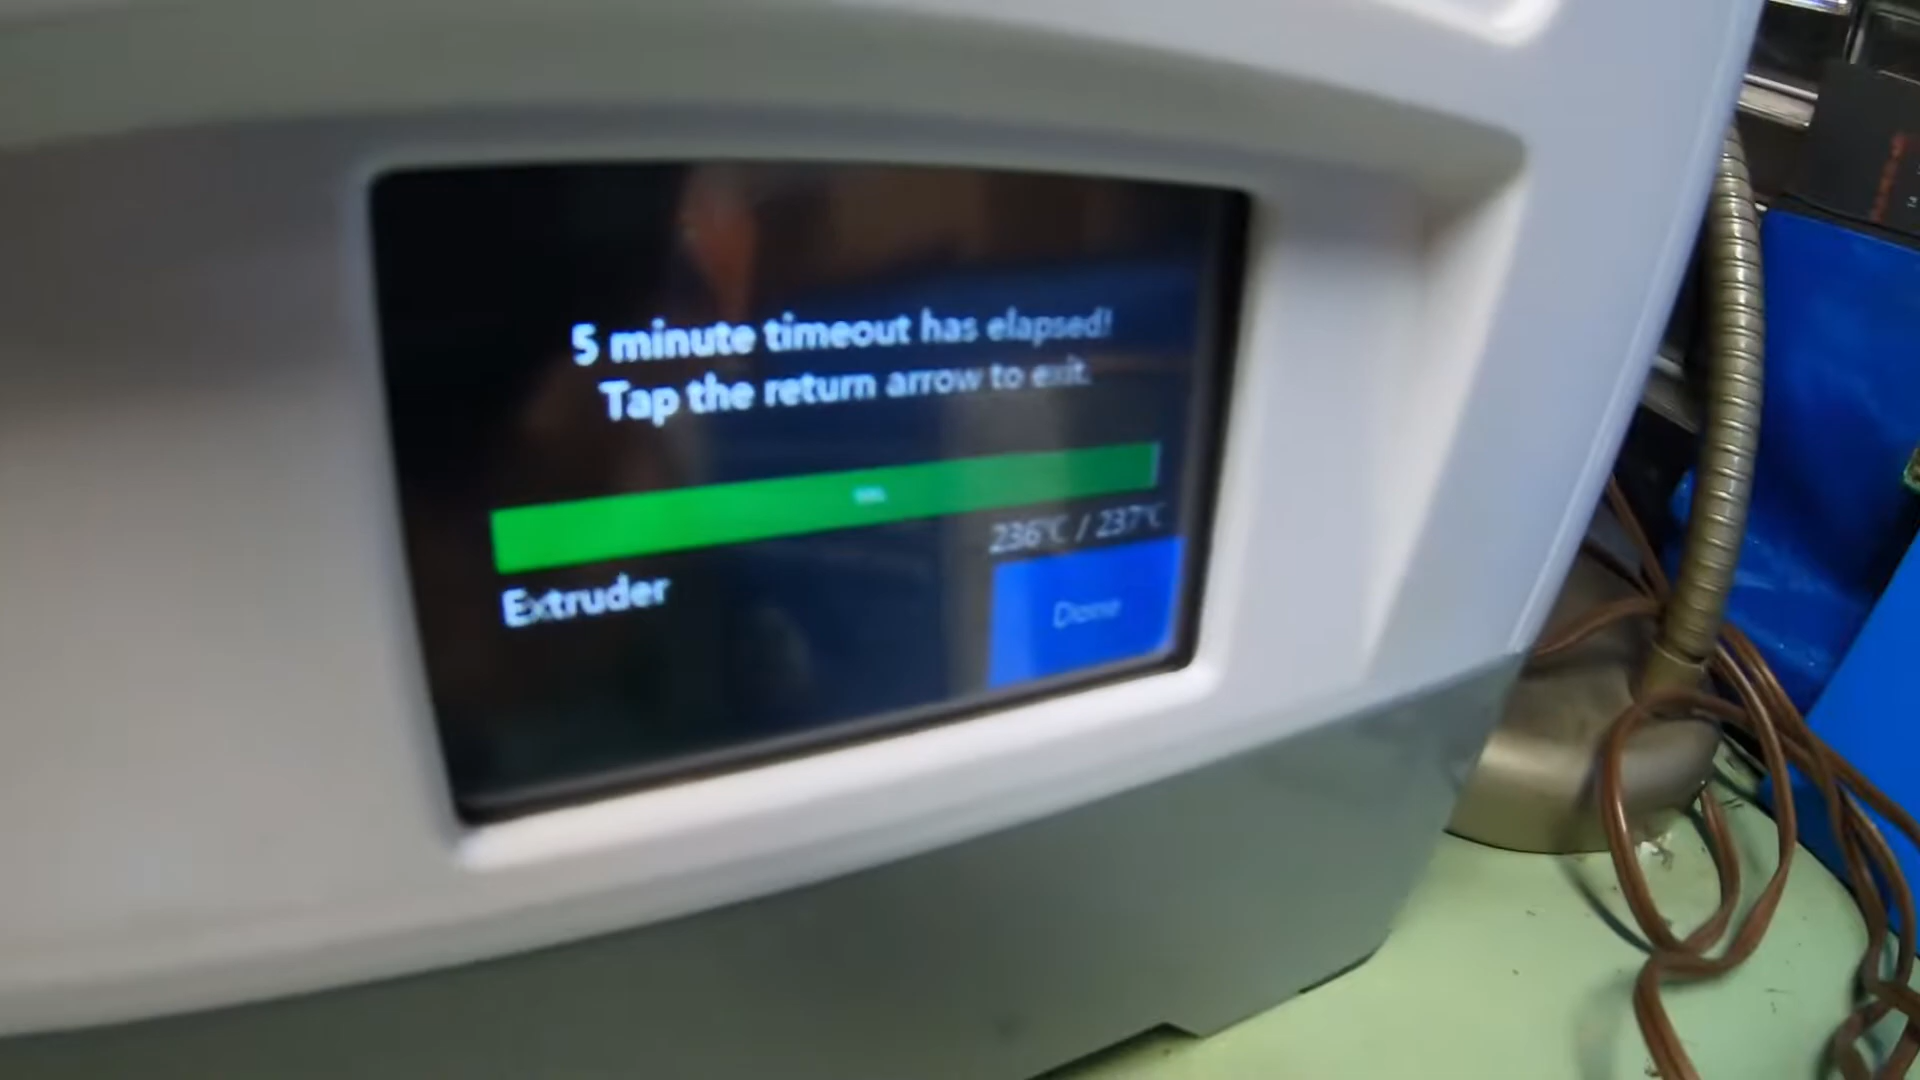 5 minute timeout has elapsed!
Tap the return arrow to exit.
236°C / 237°C
Extruder
Done